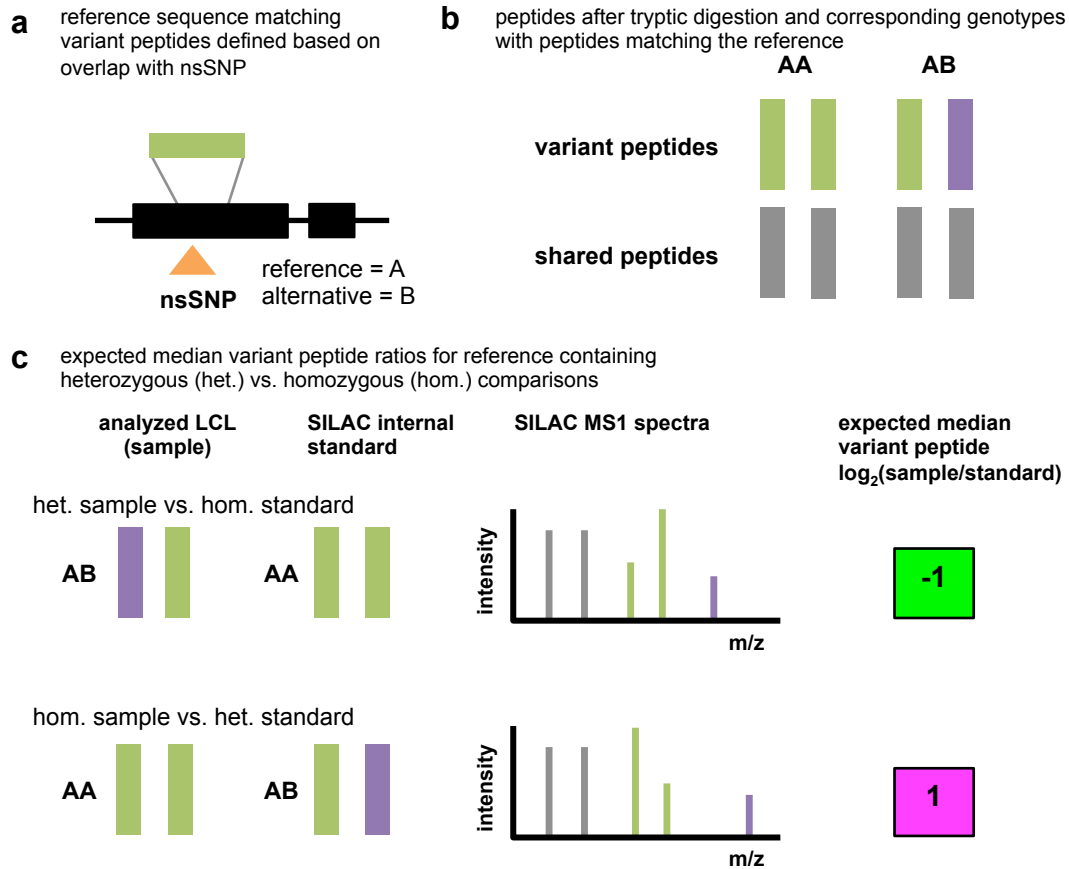 a
reference sequence matching
variant peptides defined based on
overlap with nsSNP
nsSNP
reference = A
alternative = B
b
peptides after tryptic digestion and corresponding genotypes
with peptides matching the reference
AA
AB
variant peptides
shared peptides
c
expected median variant peptide ratios for reference containing
heterozygous (het.) vs. homozygous (hom.) comparisons
analyzed LCL
(sample)
SILAC internal
standard
SILAC MS1 spectra
expected median
variant peptide
log₂(sample/standard)
het. sample vs. hom. standard
AB
AA
intensity
m/z
-1
hom. sample vs. het. standard
AA
AB
intensity
m/z
1